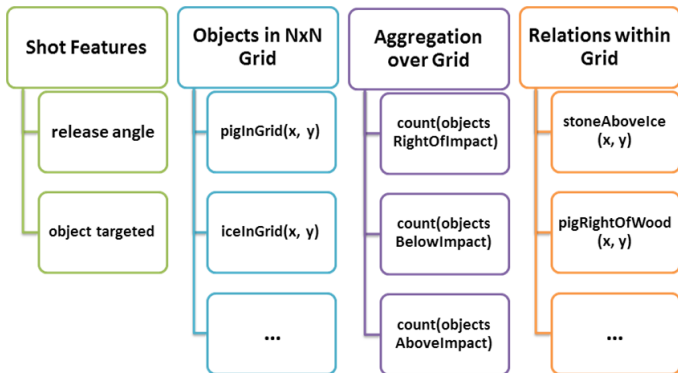 Shot Features
release angle
object targeted
Objects in NxN
Grid
pigInGrid(x, y)
iceInGrid(x, y)
...
Aggregation
over Grid
count(objects
RightOfImpact)
count(objects
BelowImpact)
count(objects
AboveImpact)
Relations within
Grid
stoneAboveIce
(x, y)
pigRightOfWood
(x, y)
...